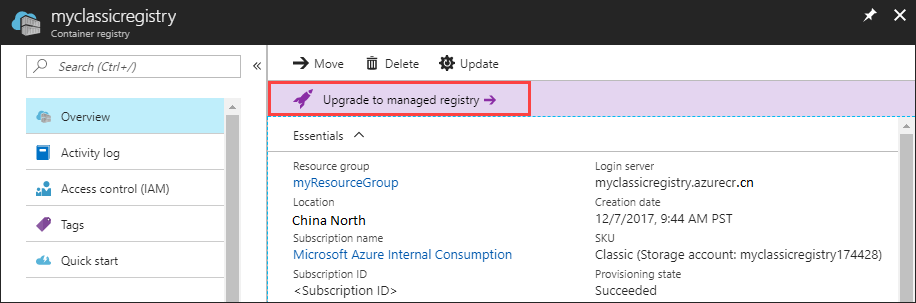 myclassicregistry
Container registry
Search (Ctrl+/)
Overview
Activity log
Access control (IAM)
Tags
Quick start
Move Delete Update
Upgrade to managed registry
Essentials
Resource group
myResourceGroup
Location
China North
Subscription name
Microsoft Azure Internal Consumption
Subscription ID
<Subscription ID>
Login server
myclassicregistry.azurecr.cn
Creation date
12/7/2017, 9:44 AM PST
SKU
Classic (Storage account: myclassicregistry174428)
Provisioning state
Succeeded